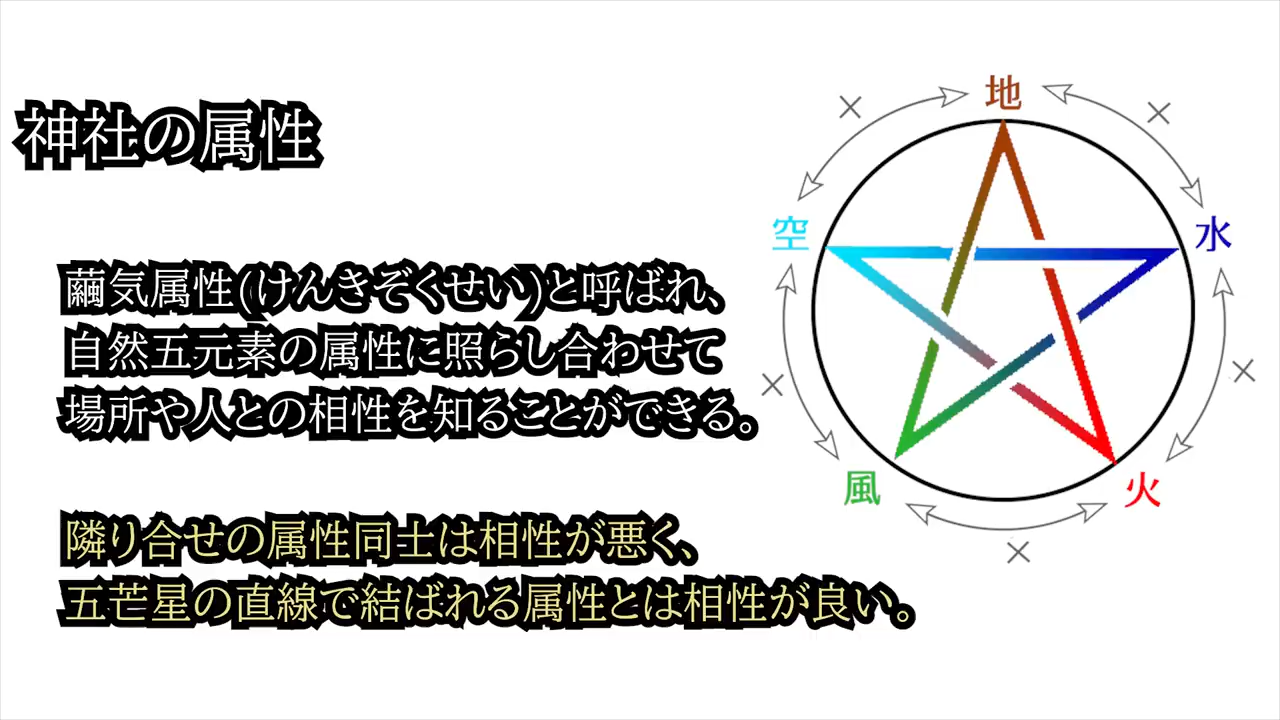 神社の属性
繭気属性(けんきぞくせい)と呼ばれ、
自然五元素の属性に照らし合わせて
場所や人との相性を知ることができる。
隣り合せの属性同士は相性が悪く、
五芒星の直線で結ばれる属性とは相性が良い。
地
×
×
空
水
×
×
風
火
×